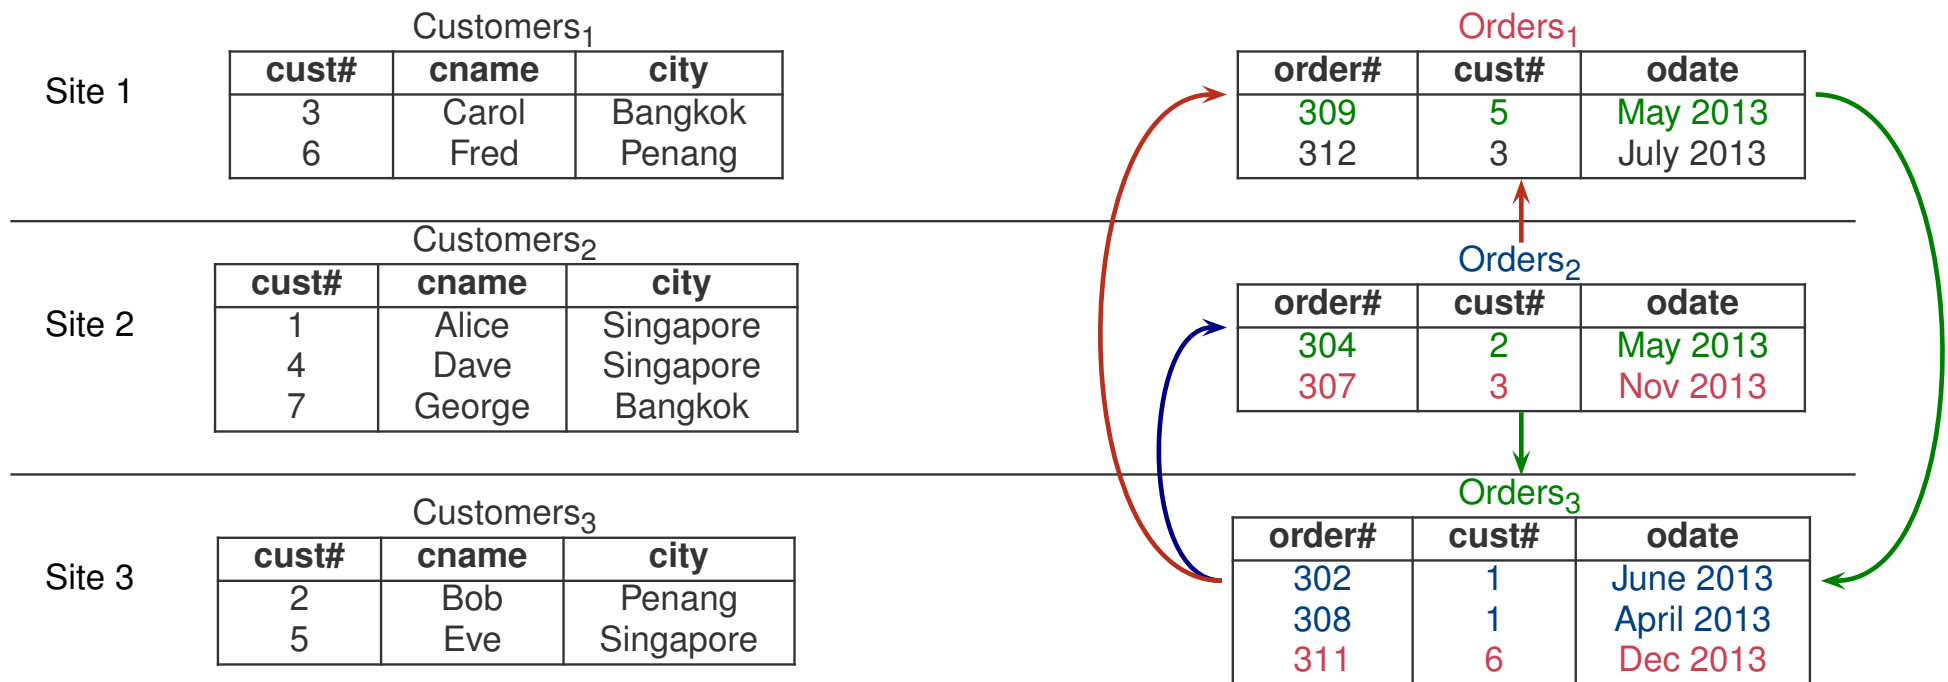 Customers₁ Orders₁
Site 1
cust# cname city order# cust# odate
3 Carol Bangkok 309 5 May 2013
6 Fred Penang 312 3 July 2013
Customers₂ Orders₂
Site 2
cust# cname city order# cust# odate
1 Alice Singapore 304 2 May 2013
4 Dave Singapore 307 3 Nov 2013
7 George Bangkok
Customers₃ Orders₃
Site 3
cust# cname city order# cust# odate
2 Bob Penang 302 1 June 2013
5 Eve Singapore 308 1 April 2013
311 6 Dec 2013